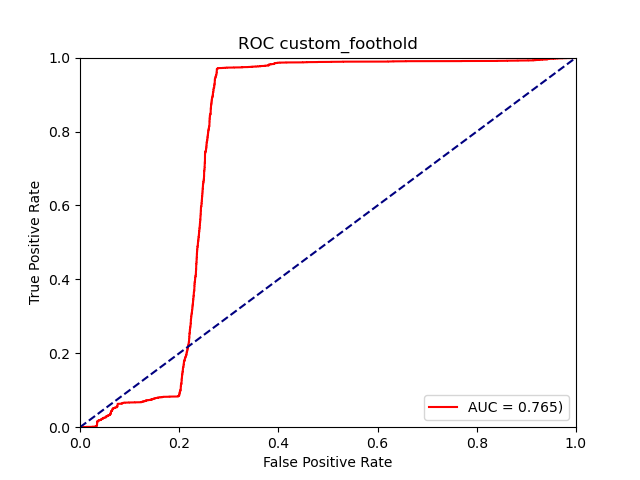 ROC custom_foothold
1.0
0.8
0.6
0.4
0.2
0.0
True Positive Rate
AUC = 0.765)
0.0 0.2 0.4 0.6 0.8 1.0
False Positive Rate